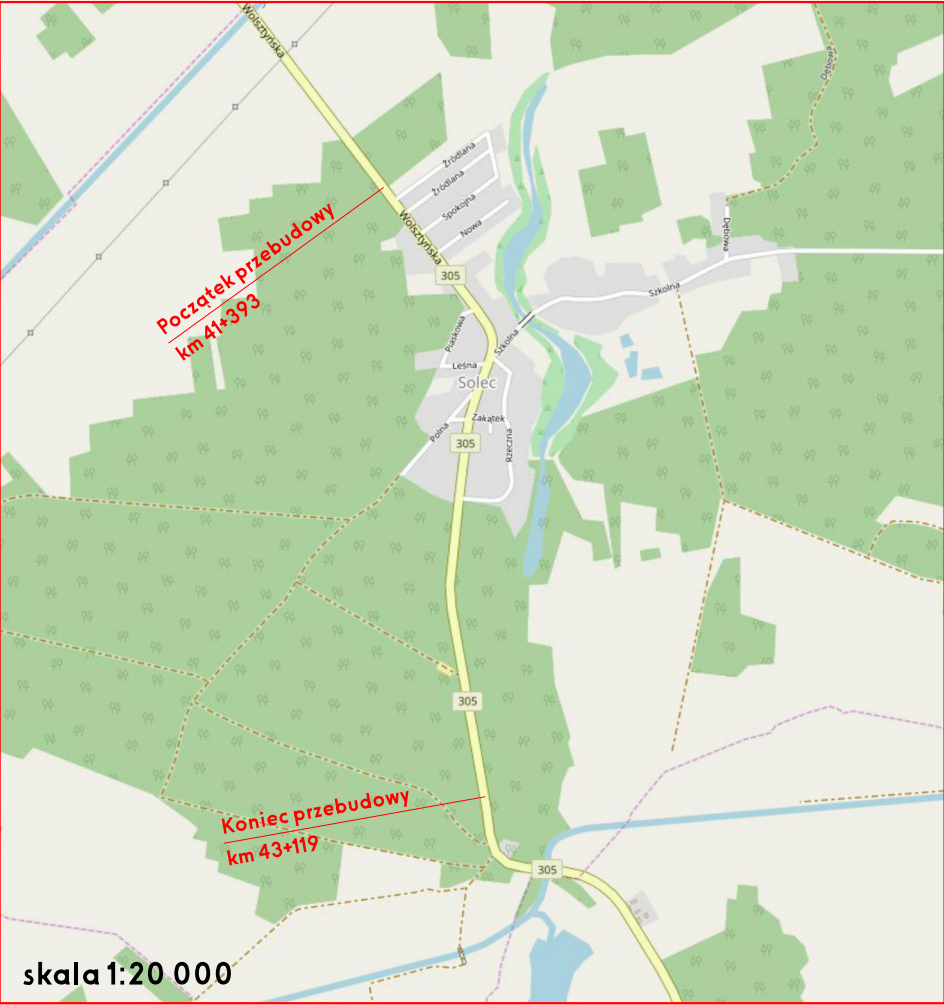 Wolsztyńska
Dębowa
Źródlana
Źródlana
Spokojna
Nowa
Wolsztyńska
Początek przebudowy
km 41+393
305
Dębowa
Szkolna
Piaskowa
Szkolna
Leśna
Solec
Zakątek
Polna
Rzeczna
305
305
Koniec przebudowy
km 43+119
305
skala 1:20 000